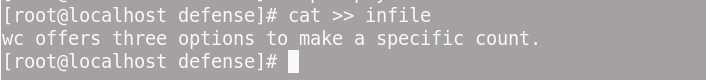 [root@localhost defense]# cat >> infile
wc offers three options to make a specific count.
[root@localhost defense]#